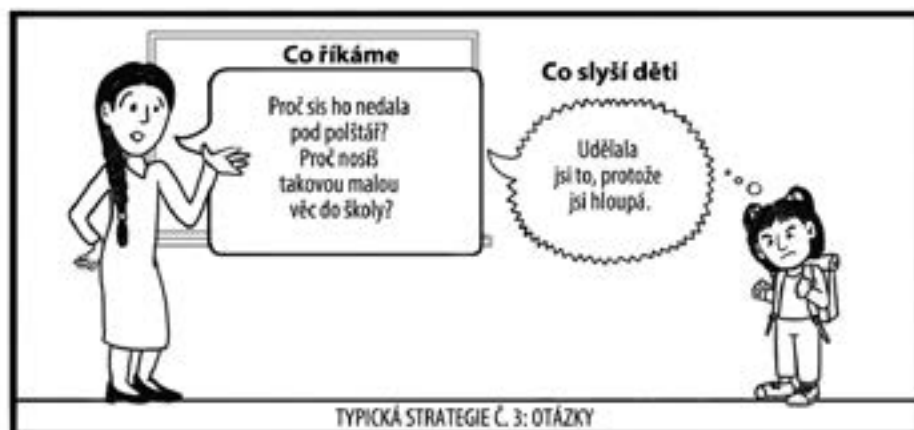 Co říkáme
Proč sis ho nedala
pod polštář?
Proč nosíš
takovou malou
věc do školy?
Co slyší děti
Udělala
jsi to, protože
jsi hloupá.
TYPICKÁ STRATEGIE Č. 3: OTÁZKY